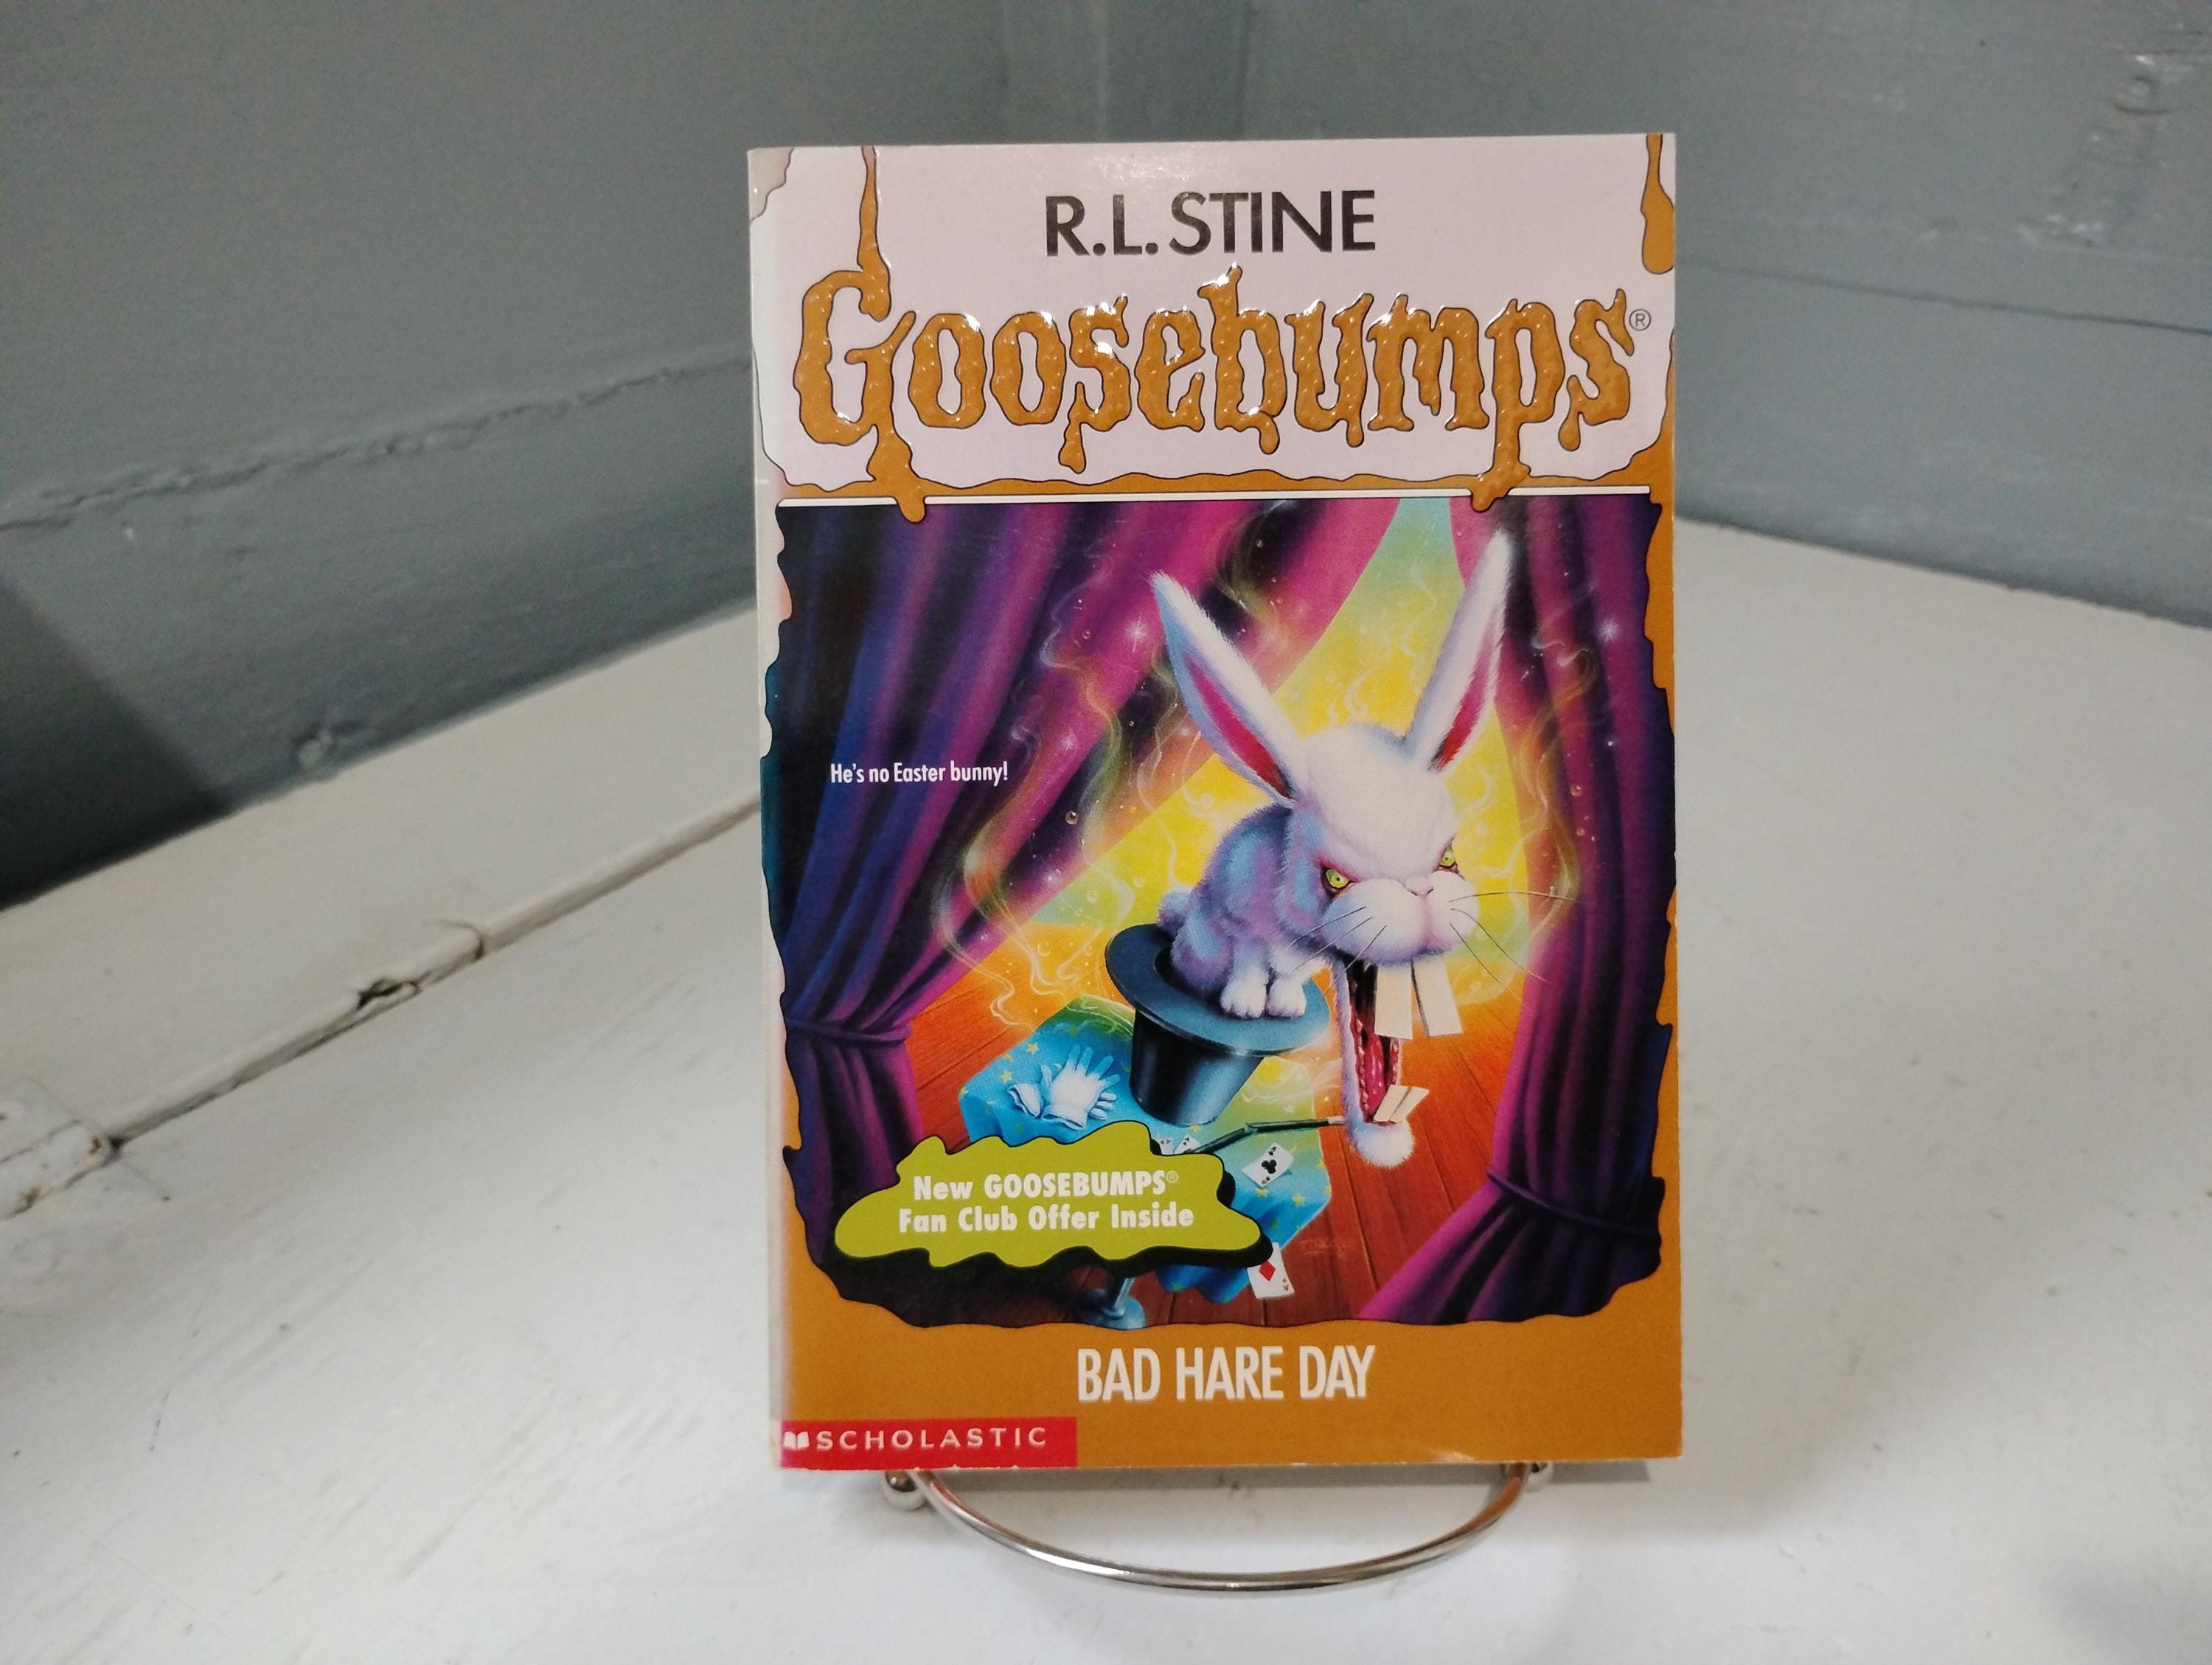 R.L. STINE
Goosebumps®
He's no Easter bunny!
New GOOSEBUMPS®
Fan Club Offer Inside
BAD HARE DAY
SCHOLASTIC